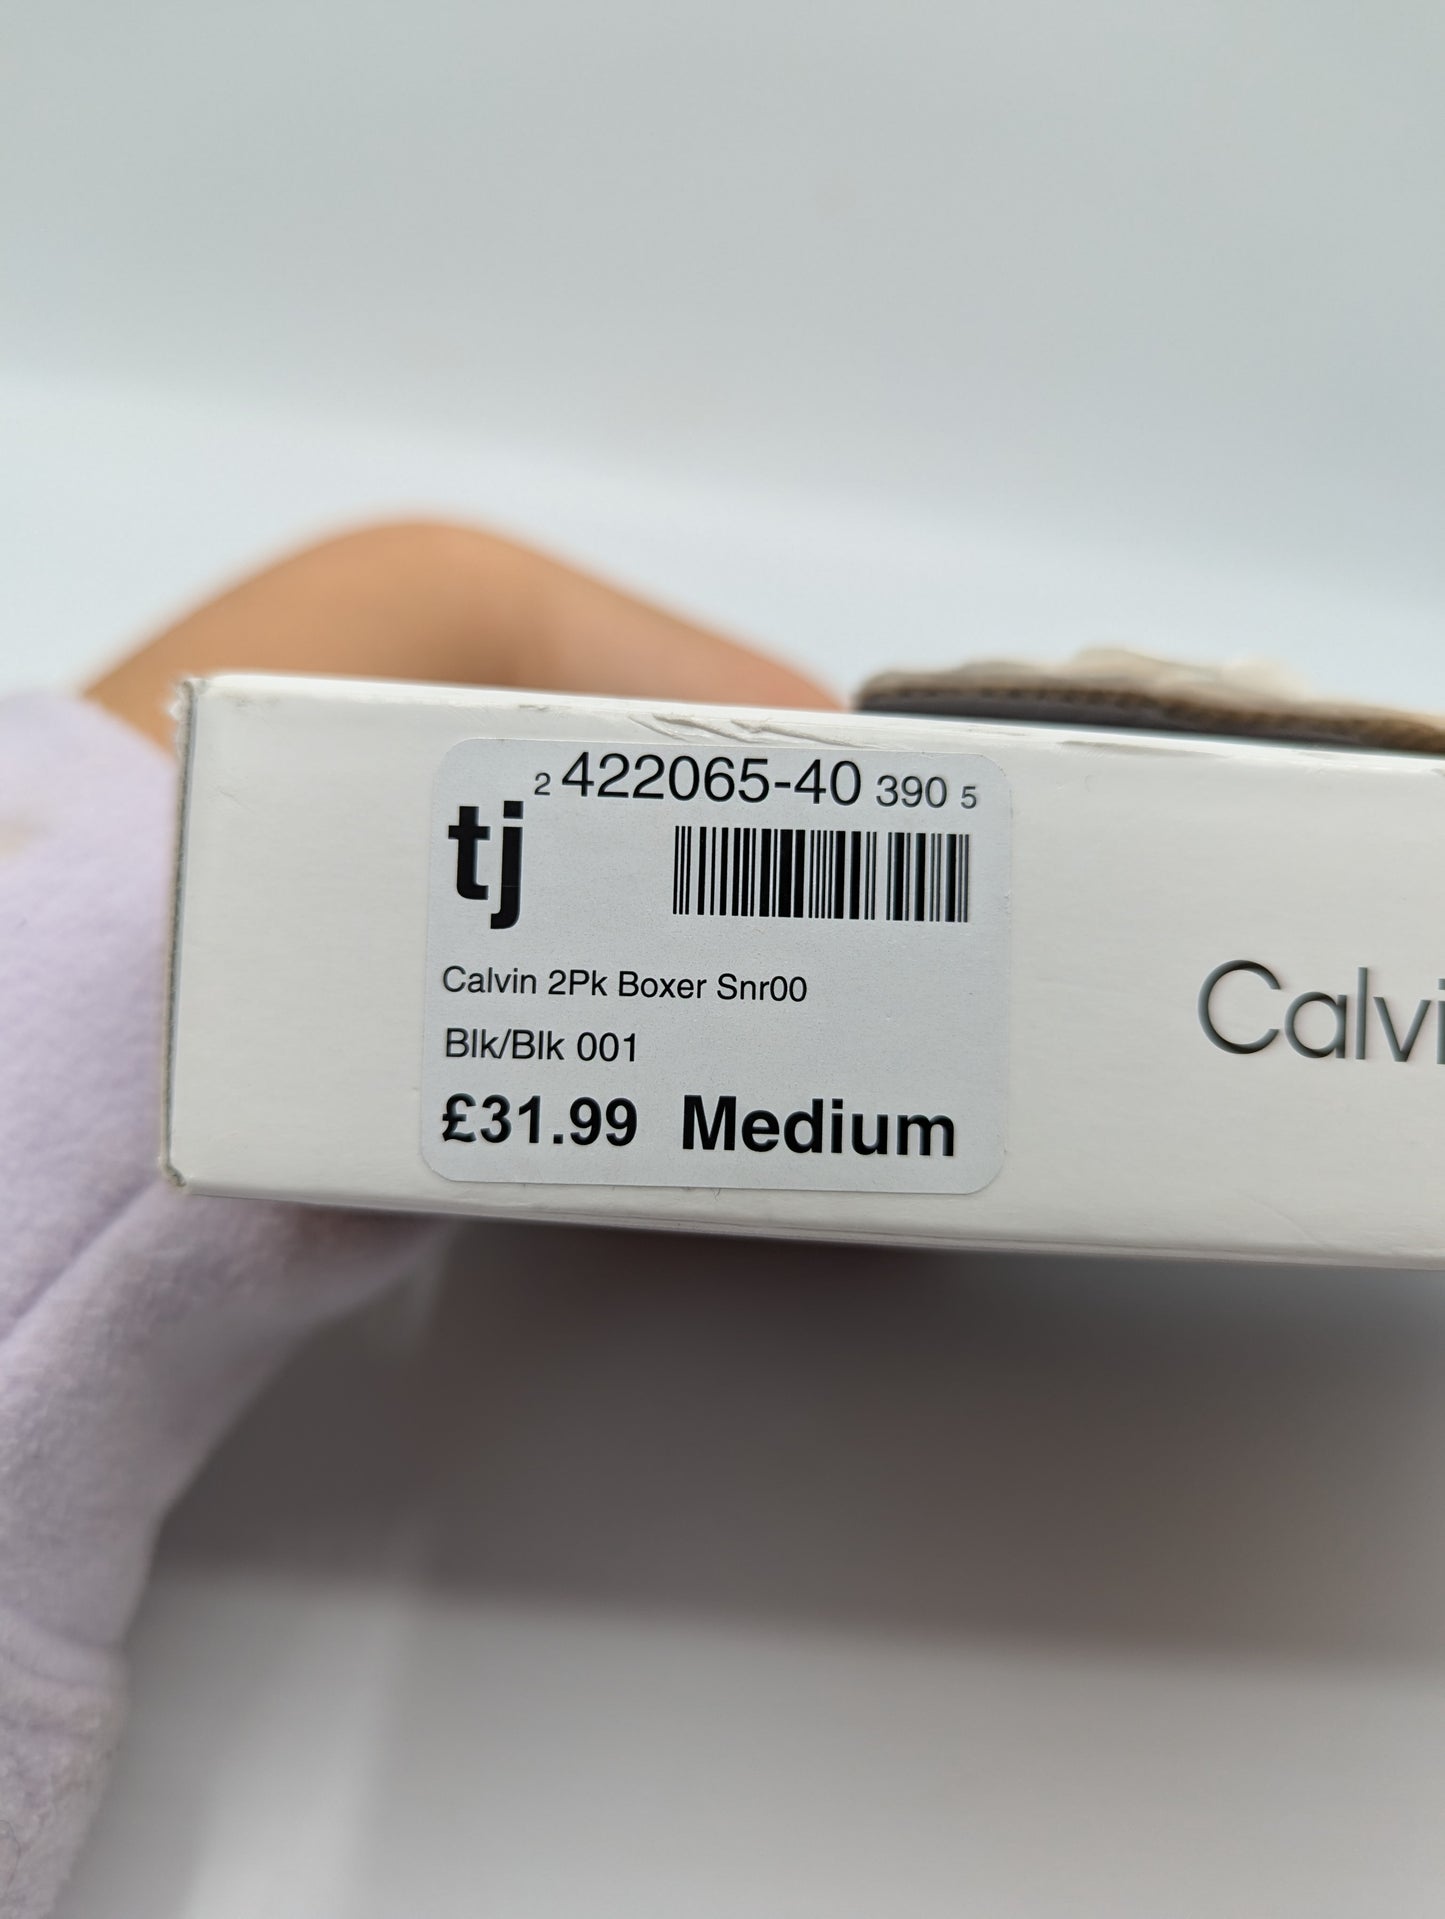 2 422065-40 390 5
tj
Calvin 2Pk Boxer Snr00
Blk/Blk 001
£31.99 Medium
Calvi